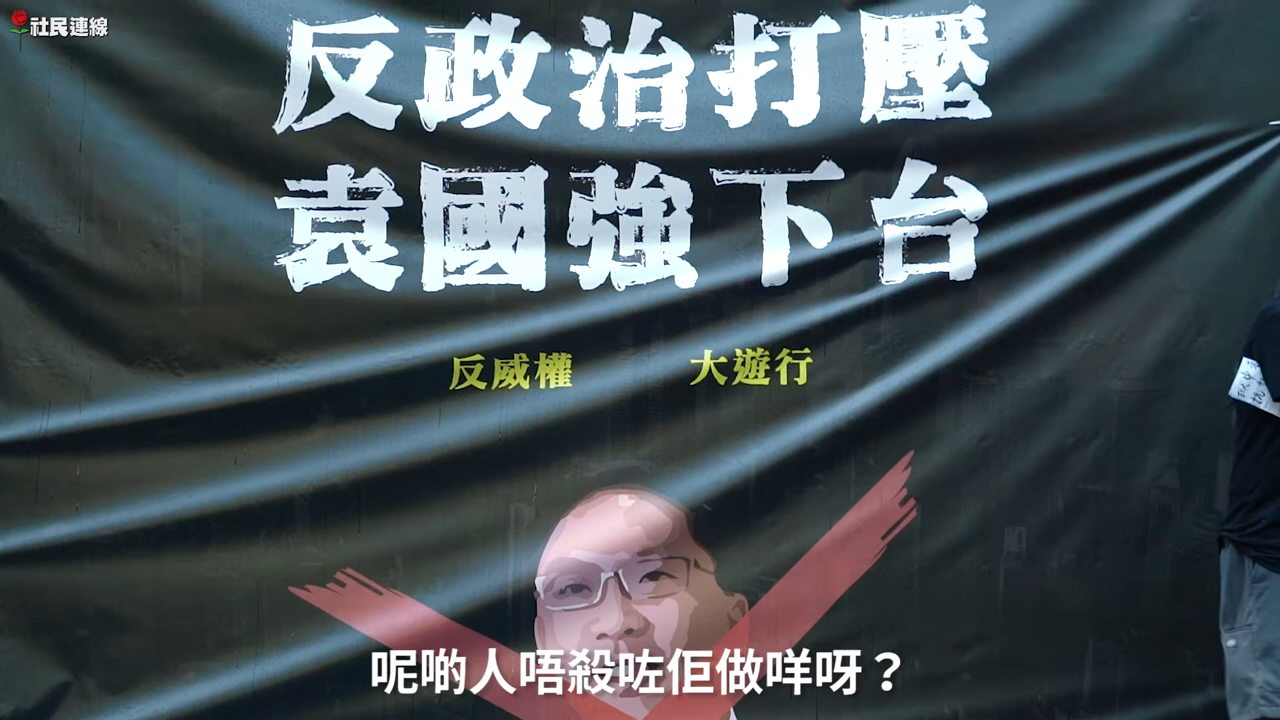 社民連線
反政治打壓
袁國強下台
反威權 大遊行
呢啲人唔殺咗佢做咩呀？